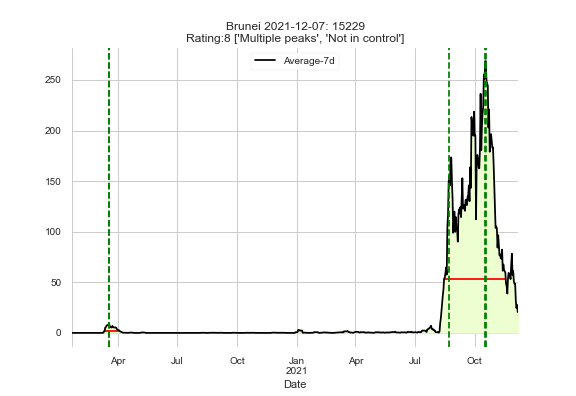 Brunei 2021-12-07: 15229
Rating:8 ['Multiple peaks', 'Not in control']
Average-7d
250
200
150
100
50
0
Apr Jul Oct Jan Apr Jul Oct
2021
Date